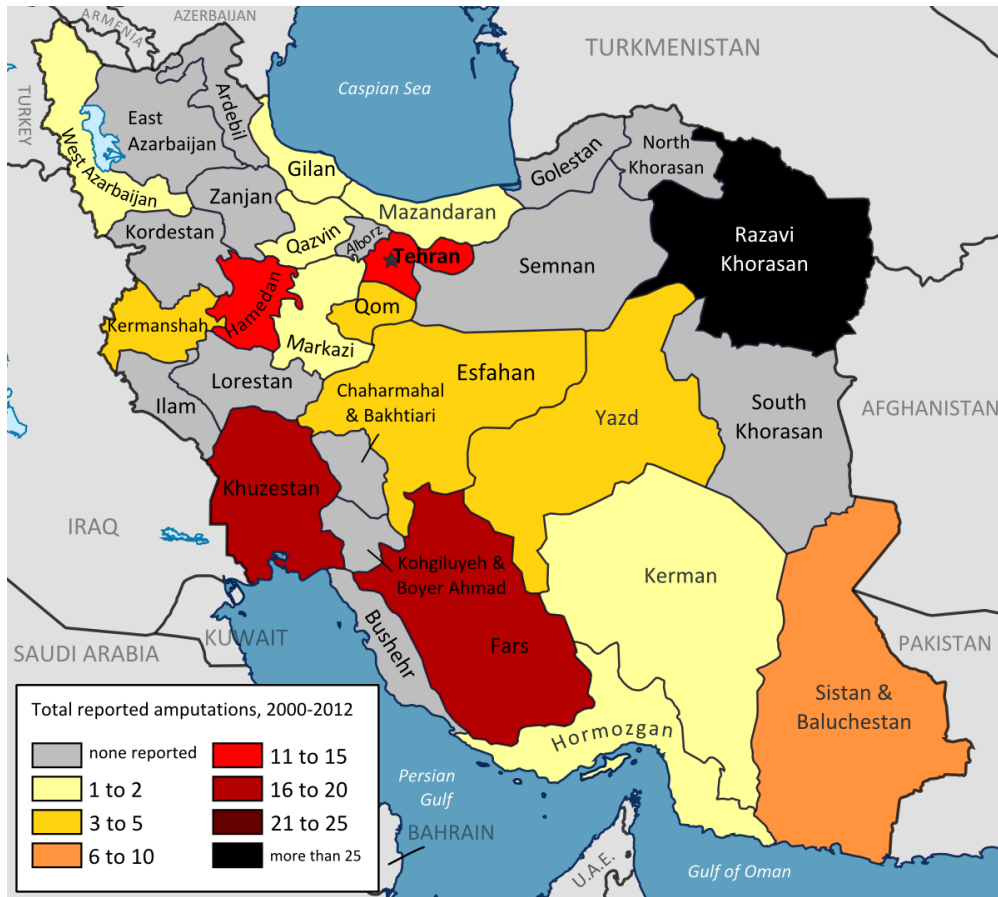 ARMENIA
AZERBAIJAN
TURKMENISTAN
Caspian Sea
TURKEY
East
Azarbaijan
Ardebil
West Azarbaijan
Gilan
Golestan
North
Khorasan
Zanjan
Mazandaran
Kordestan
Qazvin
Alborz
Tehran
Semnan
Razavi
Khorasan
Hamedan
Qom
Kermanshah
Markazi
Esfahan
Lorestan
Chaharmahal
& Bakhtiari
Ilam
Yazd
South
Khorasan
AFGHANISTAN
Khuzestan
IRAQ
Kohgiluyeh &
Boyer Ahmad
Kerman
Bushehr
Fars
KUWAIT
SAUDI ARABIA
PAKISTAN
Sistan &
Baluchestan
Hormozgan
Total reported amputations, 2000-2012
none reported
1 to 2
3 to 5
6 to 10
11 to 15
16 to 20
21 to 25
more than 25
Persian
Gulf
BAHRAIN
U.A.E.
Gulf of Oman